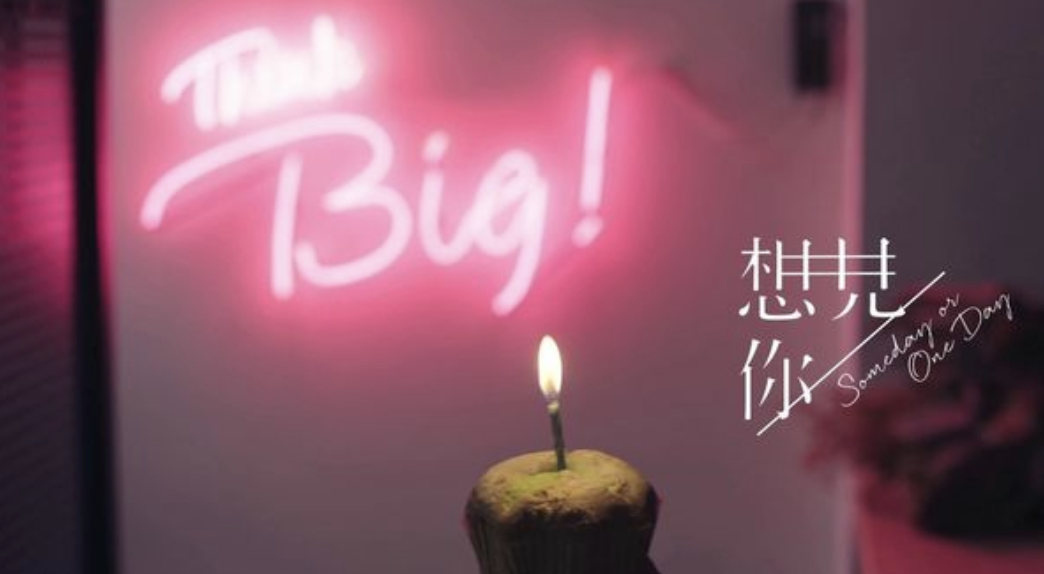 Think
Big!
想見
你
Someday or
One Day